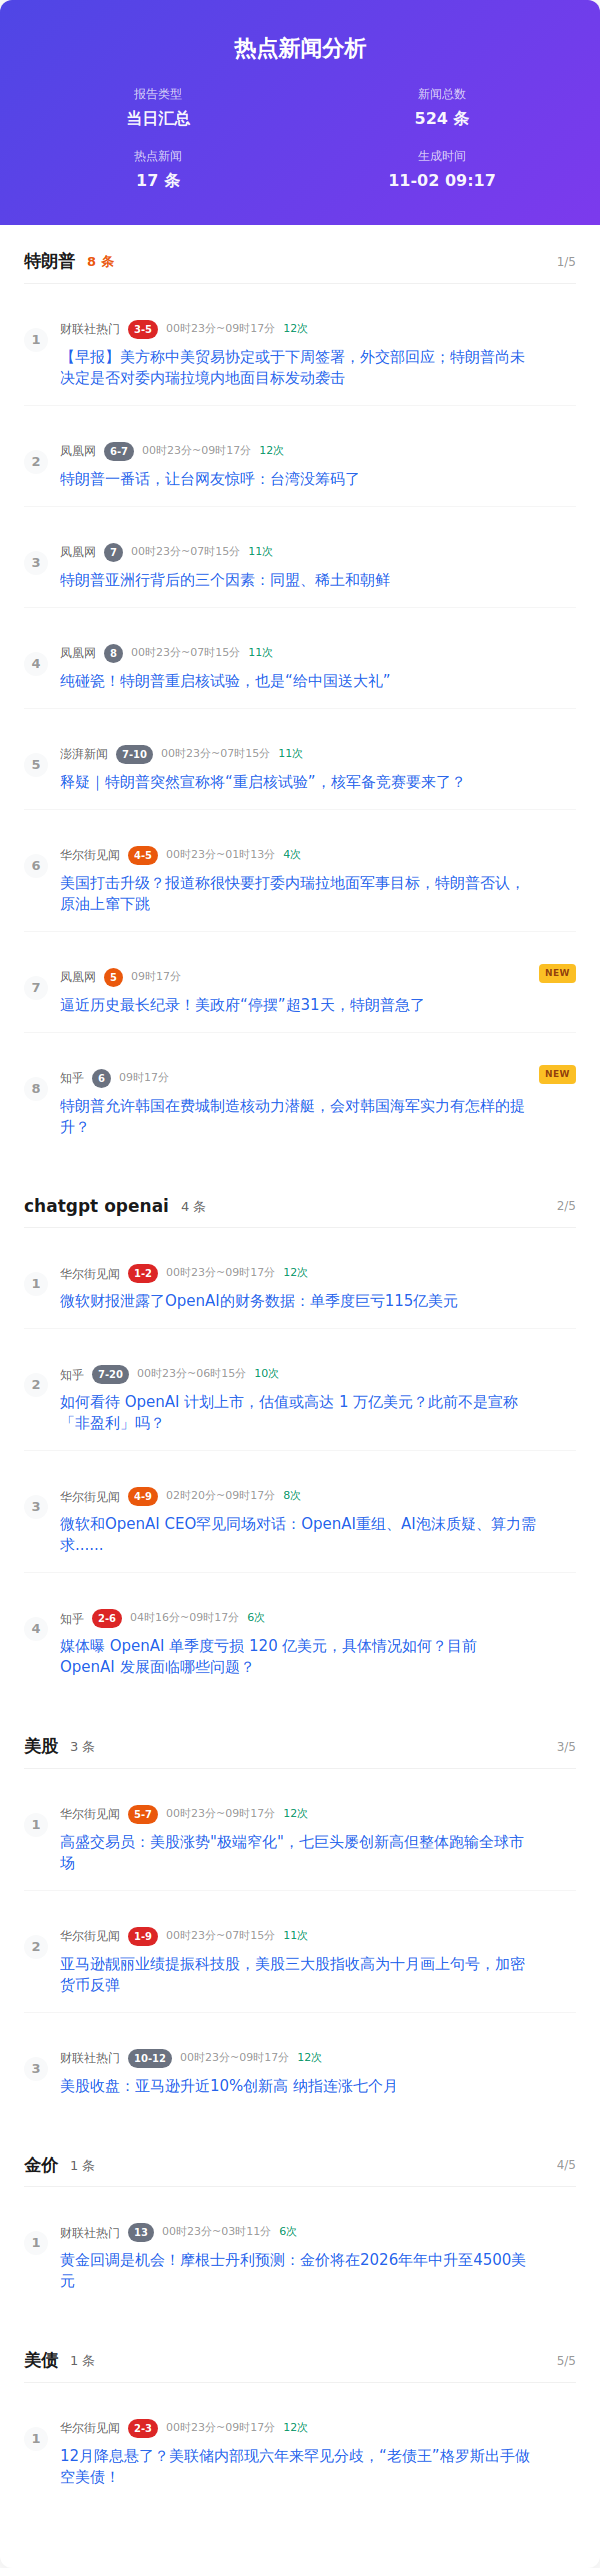 热点新闻分析
报告类型
新闻总数
当日汇总
524 条
热点新闻
生成时间
17 条
11-02 09:17
特朗普 8 条 1/5
1 财联社热门 3-5 00时23分~09时17分 12次
【早报】美方称中美贸易协定或于下周签署，外交部回应；特朗普尚未
决定是否对委内瑞拉境内地面目标发动袭击
2 凤凰网 6-7 00时23分~09时17分 12次
特朗普一番话，让台网友惊呼：台湾没筹码了
3 凤凰网 7 00时23分~07时15分 11次
特朗普亚洲行背后的三个因素：同盟、稀土和朝鲜
4 凤凰网 8 00时23分~07时15分 11次
纯碰瓷！特朗普重启核试验，也是“给中国送大礼”
5 澎湃新闻 7-10 00时23分~07时15分 11次
释疑｜特朗普突然宣称将“重启核试验”，核军备竞赛要来了？
6 华尔街见闻 4-5 00时23分~01时13分 4次
美国打击升级？报道称很快要打委内瑞拉地面军事目标，特朗普否认，
原油上窜下跳
7 凤凰网 5 09时17分 NEW
逼近历史最长纪录！美政府“停摆”超31天，特朗普急了
8 知乎 6 09时17分 NEW
特朗普允许韩国在费城制造核动力潜艇，会对韩国海军实力有怎样的提
升？
chatgpt openai 4 条 2/5
1 华尔街见闻 1-2 00时23分~09时17分 12次
微软财报泄露了OpenAI的财务数据：单季度巨亏115亿美元
2 知乎 7-20 00时23分~06时15分 10次
如何看待 OpenAI 计划上市，估值或高达 1 万亿美元？此前不是宣称
「非盈利」吗？
3 华尔街见闻 4-9 02时20分~09时17分 8次
微软和OpenAI CEO罕见同场对话：OpenAI重组、AI泡沫质疑、算力需
求……
4 知乎 2-6 04时16分~09时17分 6次
媒体曝 OpenAI 单季度亏损 120 亿美元，具体情况如何？目前
OpenAI 发展面临哪些问题？
美股 3 条 3/5
1 华尔街见闻 5-7 00时23分~09时17分 12次
高盛交易员：美股涨势"极端窄化"，七巨头屡创新高但整体跑输全球市
场
2 华尔街见闻 1-9 00时23分~07时15分 11次
亚马逊靓丽业绩提振科技股，美股三大股指收高为十月画上句号，加密
货币反弹
3 财联社热门 10-12 00时23分~09时17分 12次
美股收盘：亚马逊升近10%创新高 纳指连涨七个月
金价 1 条 4/5
1 财联社热门 13 00时23分~03时11分 6次
黄金回调是机会！摩根士丹利预测：金价将在2026年年中升至4500美
元
美债 1 条 5/5
1 华尔街见闻 2-3 00时23分~09时17分 12次
12月降息悬了？美联储内部现六年来罕见分歧，“老债王”格罗斯出手做
空美债！